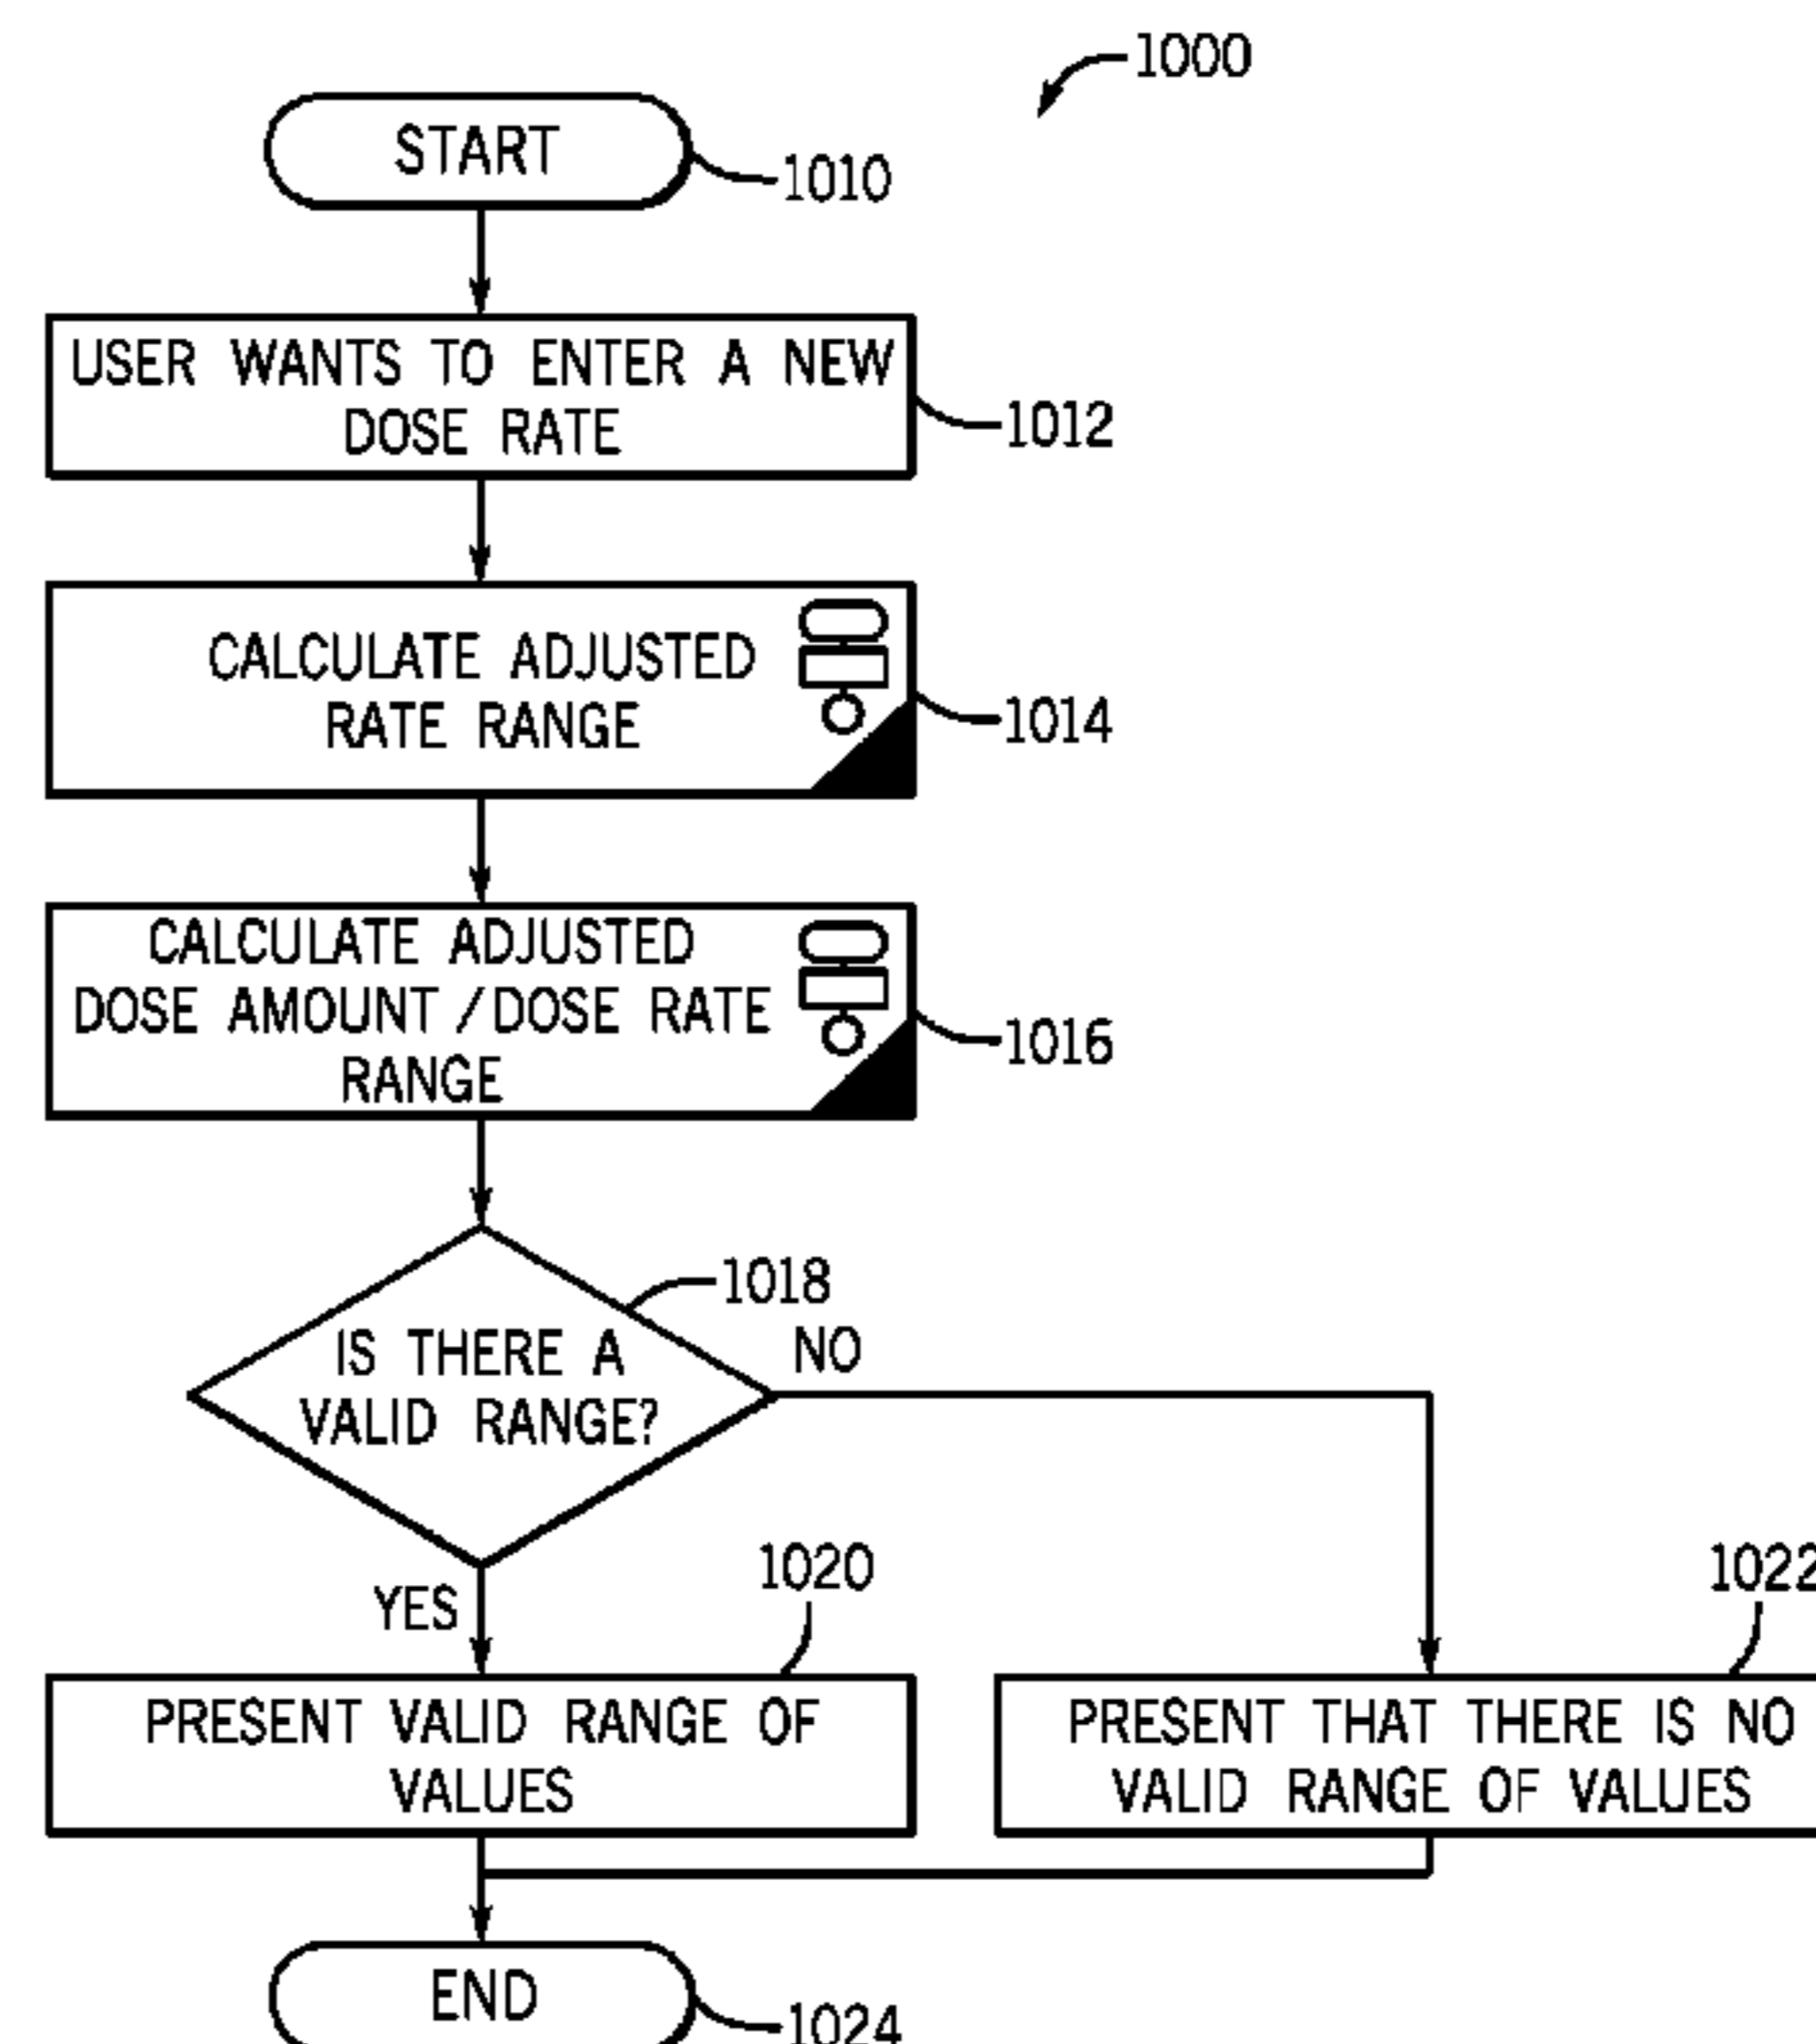 1000
START
1010
USER WANTS TO ENTER A NEW
DOSE RATE
1012
CALCULATE ADJUSTED
RATE RANGE
1014
CALCULATE ADJUSTED
DOSE AMOUNT /DOSE RATE
RANGE
1016
1018
IS THERE A
VALID RANGE?
NO
YES
1020
1022
PRESENT VALID RANGE OF
VALUES
PRESENT THAT THERE IS NO
VALID RANGE OF VALUES
END
1024